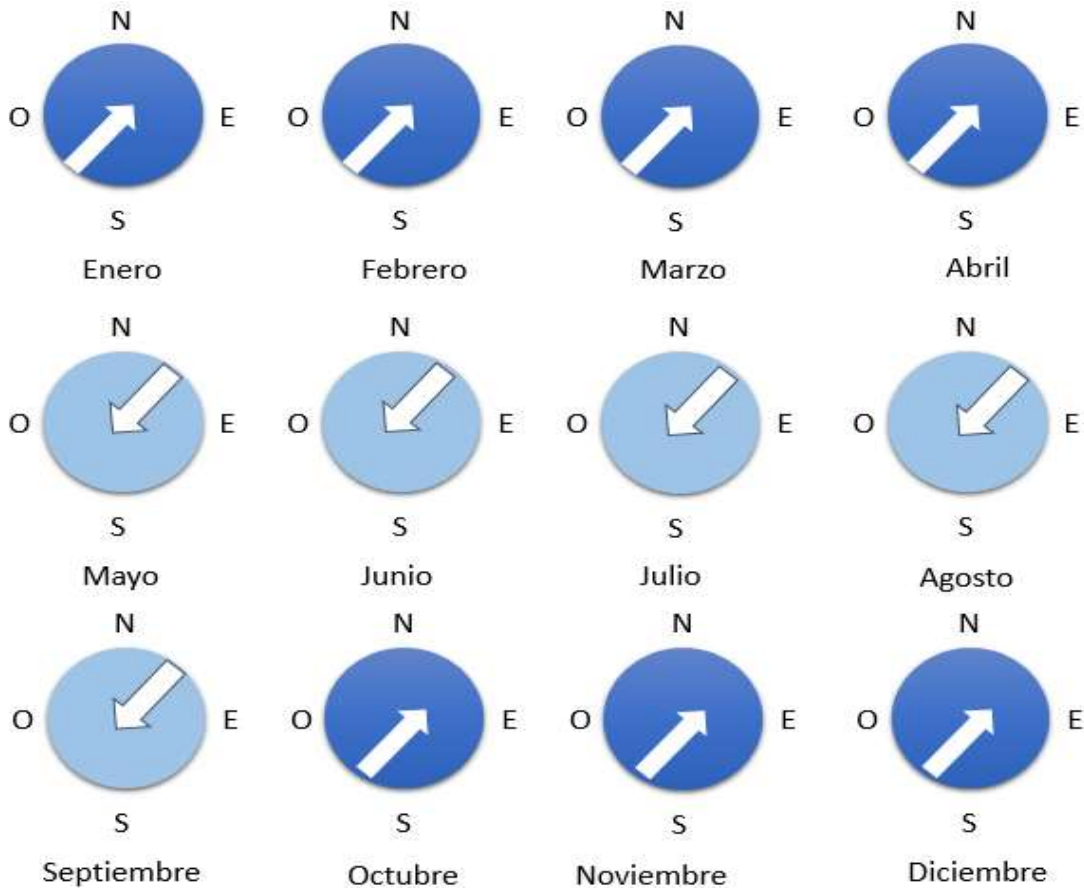 N N N N
O E O E O E O E
S S S S
Enero Febrero Marzo Abril
N N N N
O E O E O E O E
S S S S
Mayo Junio Julio Agosto
N N N N
O E O E O E O E
S S S S
Septiembre Octubre Noviembre Diciembre